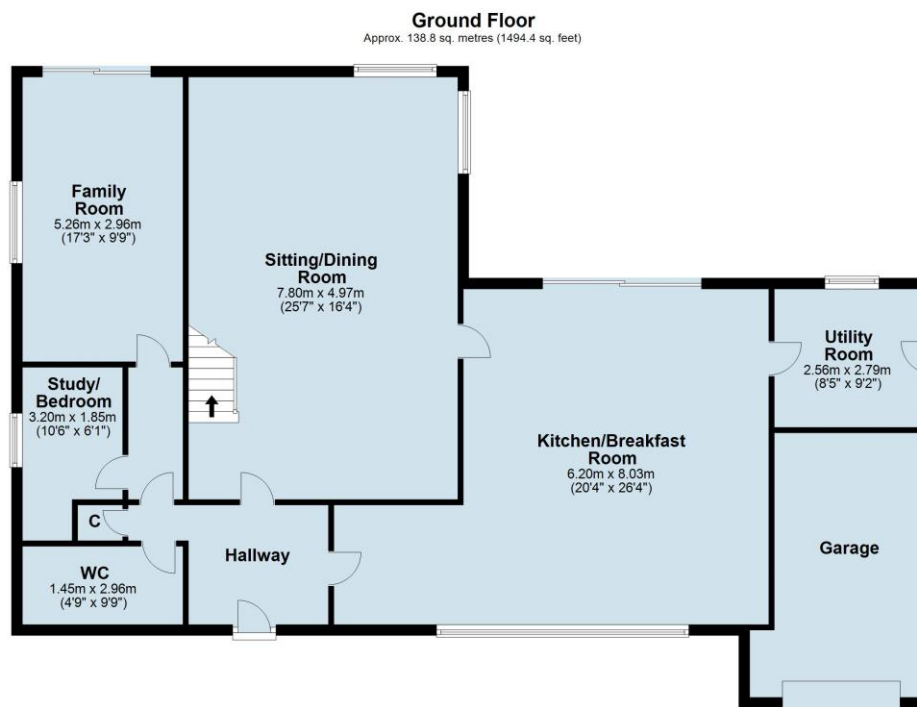 Ground Floor
Approx. 138.8 sq. metres (1494.4 sq. feet)
Family
Room
5.26m x 2.96m
(17'3" x 9'9")
Sitting/Dining
Room
7.80m x 4.97m
(25'7" x 16'4")
Utility
Room
2.56m x 2.79m
(8'5" x 9'2")
Study/
Bedroom
3.20m x 1.85m
(10'6" x 6'1")
Kitchen/Breakfast
Room
6.20m x 8.03m
(20'4" x 26'4")
C
Hallway
Garage
WC
1.45m x 2.96m
(4'9" x 9'9")